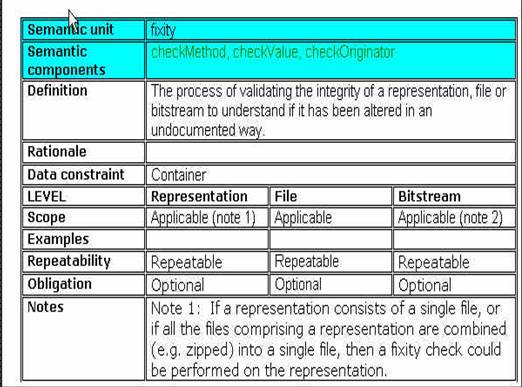 Semantic unit fixity
Semantic checkMethod, checkValue, checkOriginator
components
Definition The process of validating the integrity of a representation, file or
bitstream to understand if it has been altered in an
undocumented way.
Rationale
Data constraint Container
LEVEL Representation File Bitstream
Scope Applicable (note 1) Applicable Applicable (note 2)
Examples
Repeatability Repeatable Repeatable Repeatable
Obligation Optional Optional Optional
Notes Note 1: If a representation consists of a single file, or
if all the files comprising a representation are combined
(e.g. zipped) into a single file, then a fixity check could
be performed on the representation.